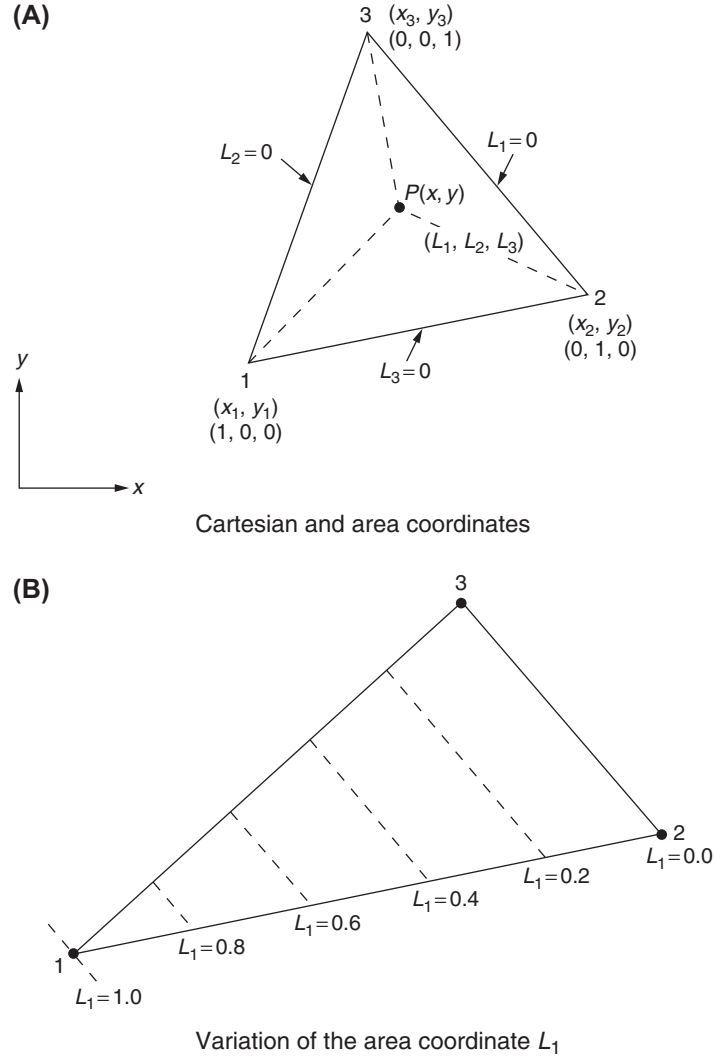 (A)
3 (x3, y3)
(0, 0, 1)
L2=0
L1=0
P(x, y)
(L1, L2, L3)
2
(x2, y2)
(0, 1, 0)
L3=0
1
(x1, y1)
(1, 0, 0)
y
x
Cartesian and area coordinates
(B)
3
2
L1=0.0
L1=0.2
L1=0.4
L1=0.6
L1=0.8
1
L1=1.0
Variation of the area coordinate L1